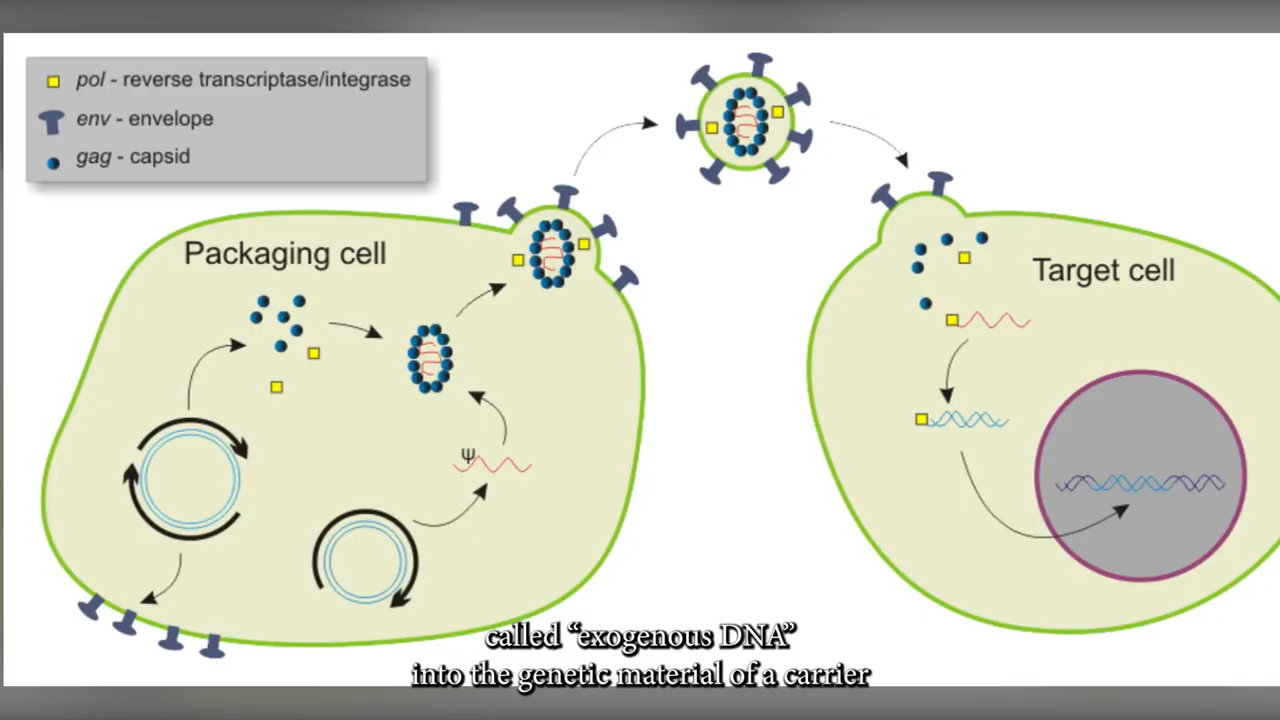 pol - reverse transcriptase/integrase
env - envelope
gag - capsid
Packaging cell
Target cell
Ψ
called “exogenous DNA”
into the genetic material of a carrier